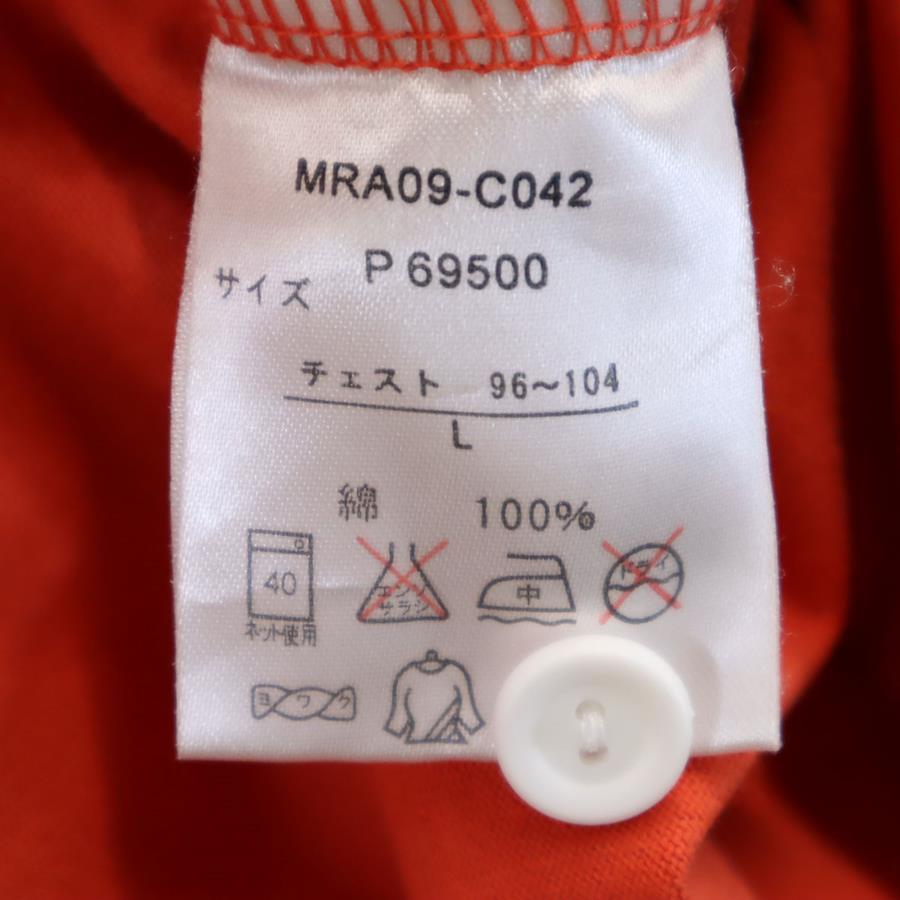 MRA09-C042
P 69500
サイズ
チェスト 96~104
L
綿 100%
40
ネット使用
エンソ
サラシ
中
ドライ
ヨワク